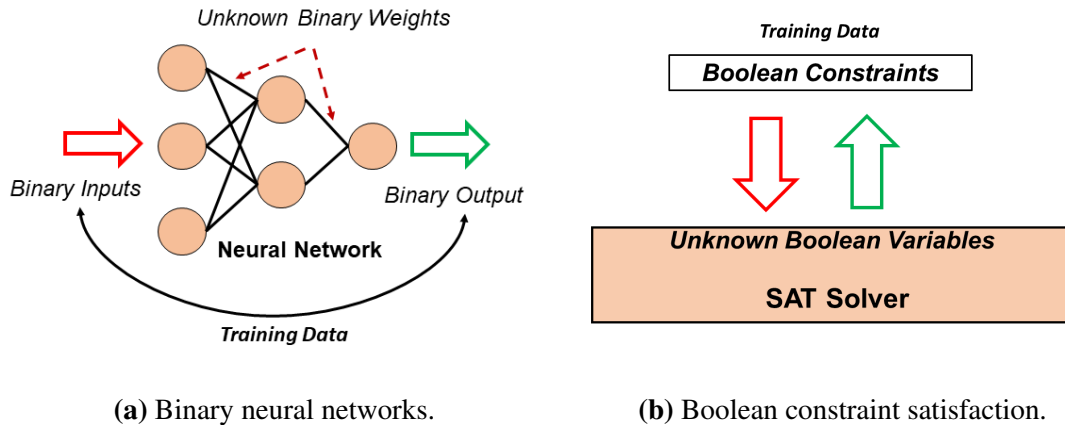 Unknown Binary Weights
Binary Inputs
Binary Output
Neural Network
Training Data
(a) Binary neural networks.
Training Data
Boolean Constraints
Unknown Boolean Variables
SAT Solver
(b) Boolean constraint satisfaction.